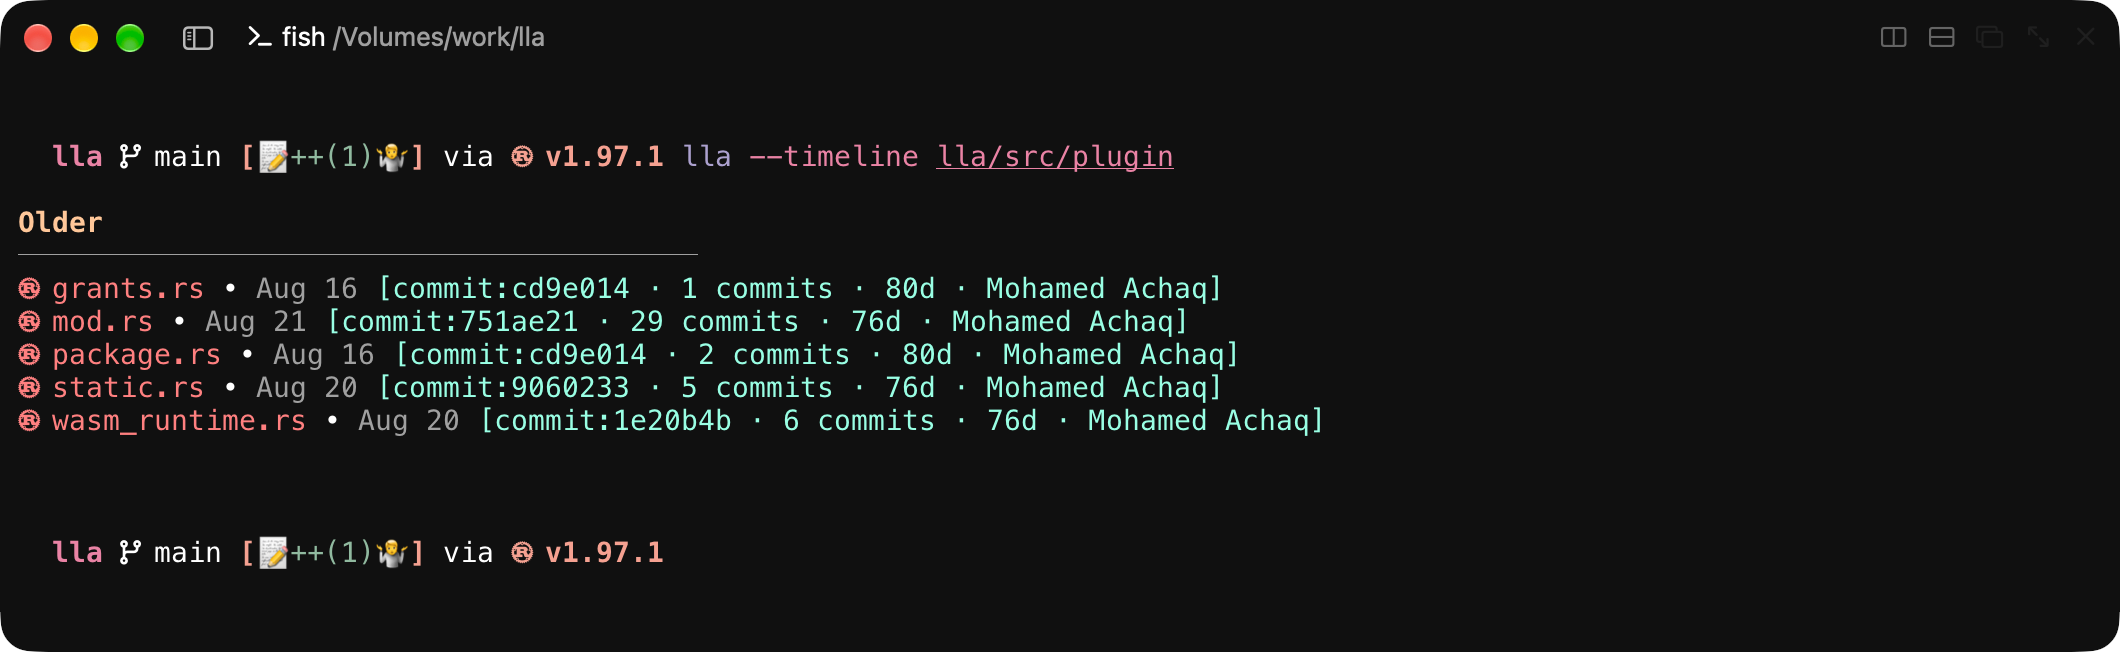 fish /Volumes/work/lla
lla main [📝++(1)🤷] via v1.97.1 lla --timeline lla/src/plugin
Older
grants.rs • Aug 16 [commit:cd9e014 · 1 commits · 80d · Mohamed Achaq]
mod.rs • Aug 21 [commit:751ae21 · 29 commits · 76d · Mohamed Achaq]
package.rs • Aug 16 [commit:cd9e014 · 2 commits · 80d · Mohamed Achaq]
static.rs • Aug 20 [commit:9060233 · 5 commits · 76d · Mohamed Achaq]
wasm_runtime.rs • Aug 20 [commit:1e20b4b · 6 commits · 76d · Mohamed Achaq]
lla main [📝++(1)🤷] via v1.97.1